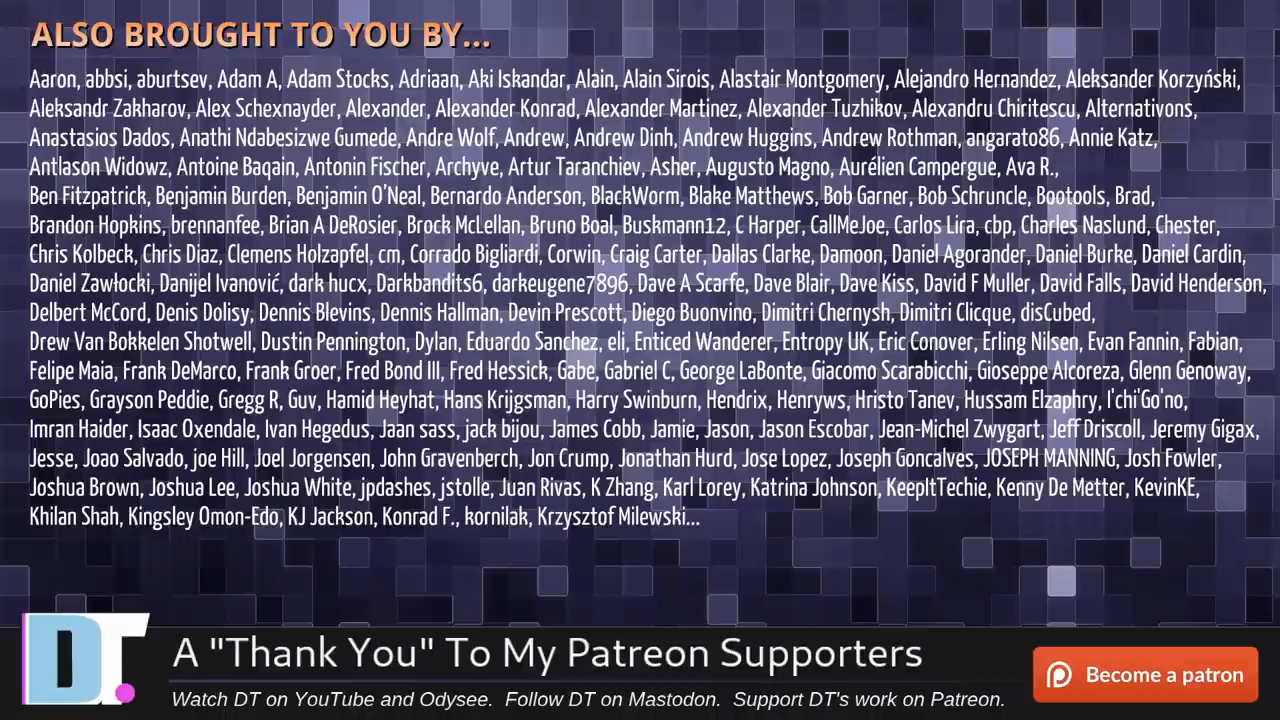 ALSO BROUGHT TO YOU BY...
Aaron, abbsi, aburtsev, Adam A, Adam Stocks, Adriaan, Aki Iskandar, Alain, Alain Sirois, Alastair Montgomery, Alejandro Hernandez, Aleksander Korzyński,
Aleksandr Zakharov, Alex Schexnayder, Alexander, Alexander Konrad, Alexander Martinez, Alexander Tuzhikov, Alexandru Chiritescu, Alternativons,
Anastasios Dados, Anathi Ndabesizwe Gumede, Andre Wolf, Andrew, Andrew Dinh, Andrew Huggins, Andrew Rothman, angarato86, Annie Katz,
Antlason Widowz, Antoine Baqain, Antonin Fischer, Archyve, Artur Taranchiev, Asher, Augusto Magno, Aurélien Campergue, Ava R.,
Ben Fitzpatrick, Benjamin Burden, Benjamin O'Neal, Bernardo Anderson, BlackWorm, Blake Matthews, Bob Garner, Bob Schruncle, Bootools, Brad,
Brandon Hopkins, brennanfee, Brian A DeRosier, Brock McLellan, Bruno Boal, Buskmann12, C Harper, CallMeJoe, Carlos Lira, cbp, Charles Naslund, Chester,
Chris Kolbeck, Chris Diaz, Clemens Holzapfel, cm, Corrado Bigliardi, Corwin, Craig Carter, Dallas Clarke, Damoon, Daniel Agorander, Daniel Burke, Daniel Cardin,
Daniel Zawłocki, Danijel Ivanović, dark hucx, Darkbandits6, darkeugene7896, Dave A Scarfe, Dave Blair, Dave Kiss, David F Muller, David Falls, David Henderson,
Delbert McCord, Denis Dolisy, Dennis Blevins, Dennis Hallman, Devin Prescott, Diego Buonvino, Dimitri Chernysh, Dimitri Clicque, disCubed,
Drew Van Bokkelen Shotwell, Dustin Pennington, Dylan, Eduardo Sanchez, eli, Enticed Wanderer, Entropy UK, Eric Conover, Erling Nilsen, Evan Fannin, Fabian,
Felipe Maia, Frank DeMarco, Frank Groer, Fred Bond III, Fred Hessick, Gabe, Gabriel C, George LaBonte, Giacomo Scarabicchi, Gioseppe Alcoreza, Glenn Genoway,
GoPies, Grayson Peddie, Gregg R, Guv, Hamid Heyhat, Hans Krijgsman, Harry Swinburn, Hendrix, Henryws, Hristo Tanev, Hussam Elzaphry, I'chi'Go'no,
Imran Haider, Isaac Oxendale, Ivan Hegedus, Jaan sass, jack bijou, James Cobb, Jamie, Jason, Jason Escobar, Jean-Michel Zwygart, Jeff Driscoll, Jeremy Gigax,
Jesse, Joao Salvado, joe Hill, Joel Jorgensen, John Gravenberch, Jon Crump, Jonathan Hurd, Jose Lopez, Joseph Goncalves, JOSEPH MANNING, Josh Fowler,
Joshua Brown, Joshua Lee, Joshua White, jpdashes, jstolle, Juan Rivas, K Zhang, Karl Lorey, Katrina Johnson, KeepItTechie, Kenny De Metter, KevinKE,
Khilan Shah, Kingsley Omon-Edo, KJ Jackson, Konrad F., kornilak, Krzysztof Milewski...
DT.
A "Thank You" To My Patreon Supporters
Watch DT on YouTube and Odysee. Follow DT on Mastodon. Support DT's work on Patreon.
Become a patron